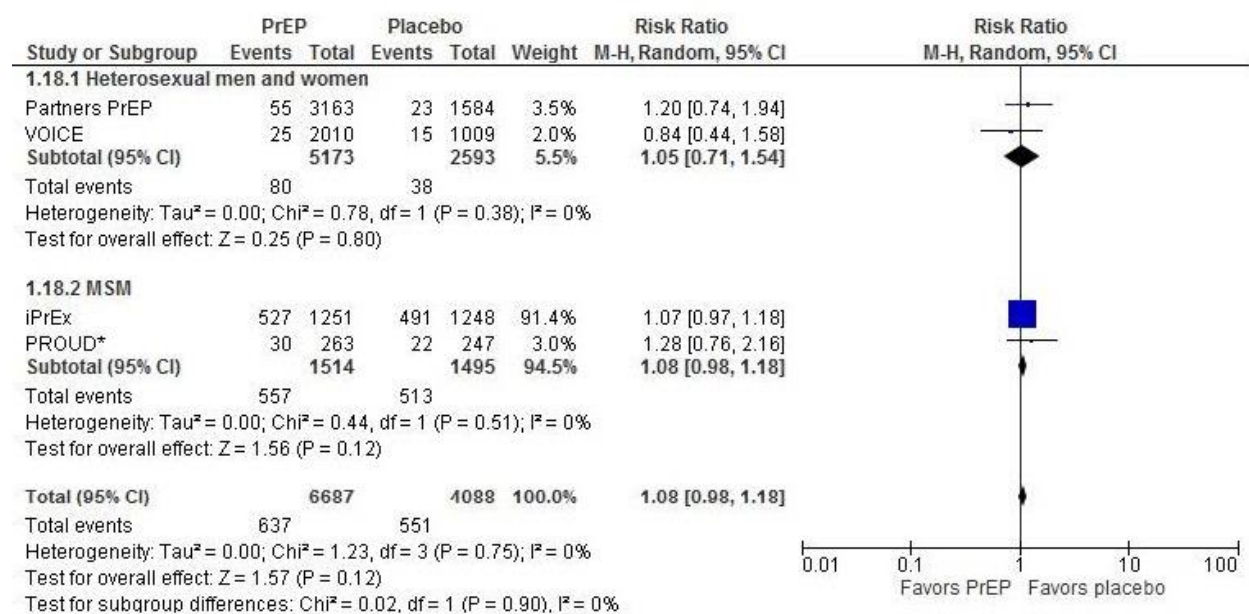 PrEP Placebo Risk Ratio Risk Ratio
Study or Subgroup Events Total Events Total Weight M-H, Random, 95% CI M-H, Random, 95% CI
1.18.1 Heterosexual men and women
Partners PrEP 55 3163 23 1584 3.5% 1.20 [0.74, 1.94]
VOICE 25 2010 15 1009 2.0% 0.84 [0.44, 1.58]
Subtotal (95% CI) 5173 2593 5.5% 1.05 [0.71, 1.54]
Total events 80 38
Heterogeneity: Tau² = 0.00; Chi² = 0.78, df = 1 (P = 0.38); I² = 0%
Test for overall effect: Z = 0.25 (P = 0.80)
1.18.2 MSM
iPrEx 527 1251 491 1248 91.4% 1.07 [0.97, 1.18]
PROUD* 30 263 22 247 3.0% 1.28 [0.76, 2.16]
Subtotal (95% CI) 1514 1495 94.5% 1.08 [0.98, 1.18]
Total events 557 513
Heterogeneity: Tau² = 0.00; Chi² = 0.44, df = 1 (P = 0.51); I² = 0%
Test for overall effect: Z = 1.56 (P = 0.12)
Total (95% CI) 6687 4088 100.0% 1.08 [0.98, 1.18]
Total events 637 551
Heterogeneity: Tau² = 0.00; Chi² = 1.23, df = 3 (P = 0.75); I² = 0%
Test for overall effect: Z = 1.57 (P = 0.12)
Test for subgroup differences: Chi² = 0.02, df = 1 (P = 0.90), I² = 0%
0.01 0.1 1 10 100
Favors PrEP Favors placebo